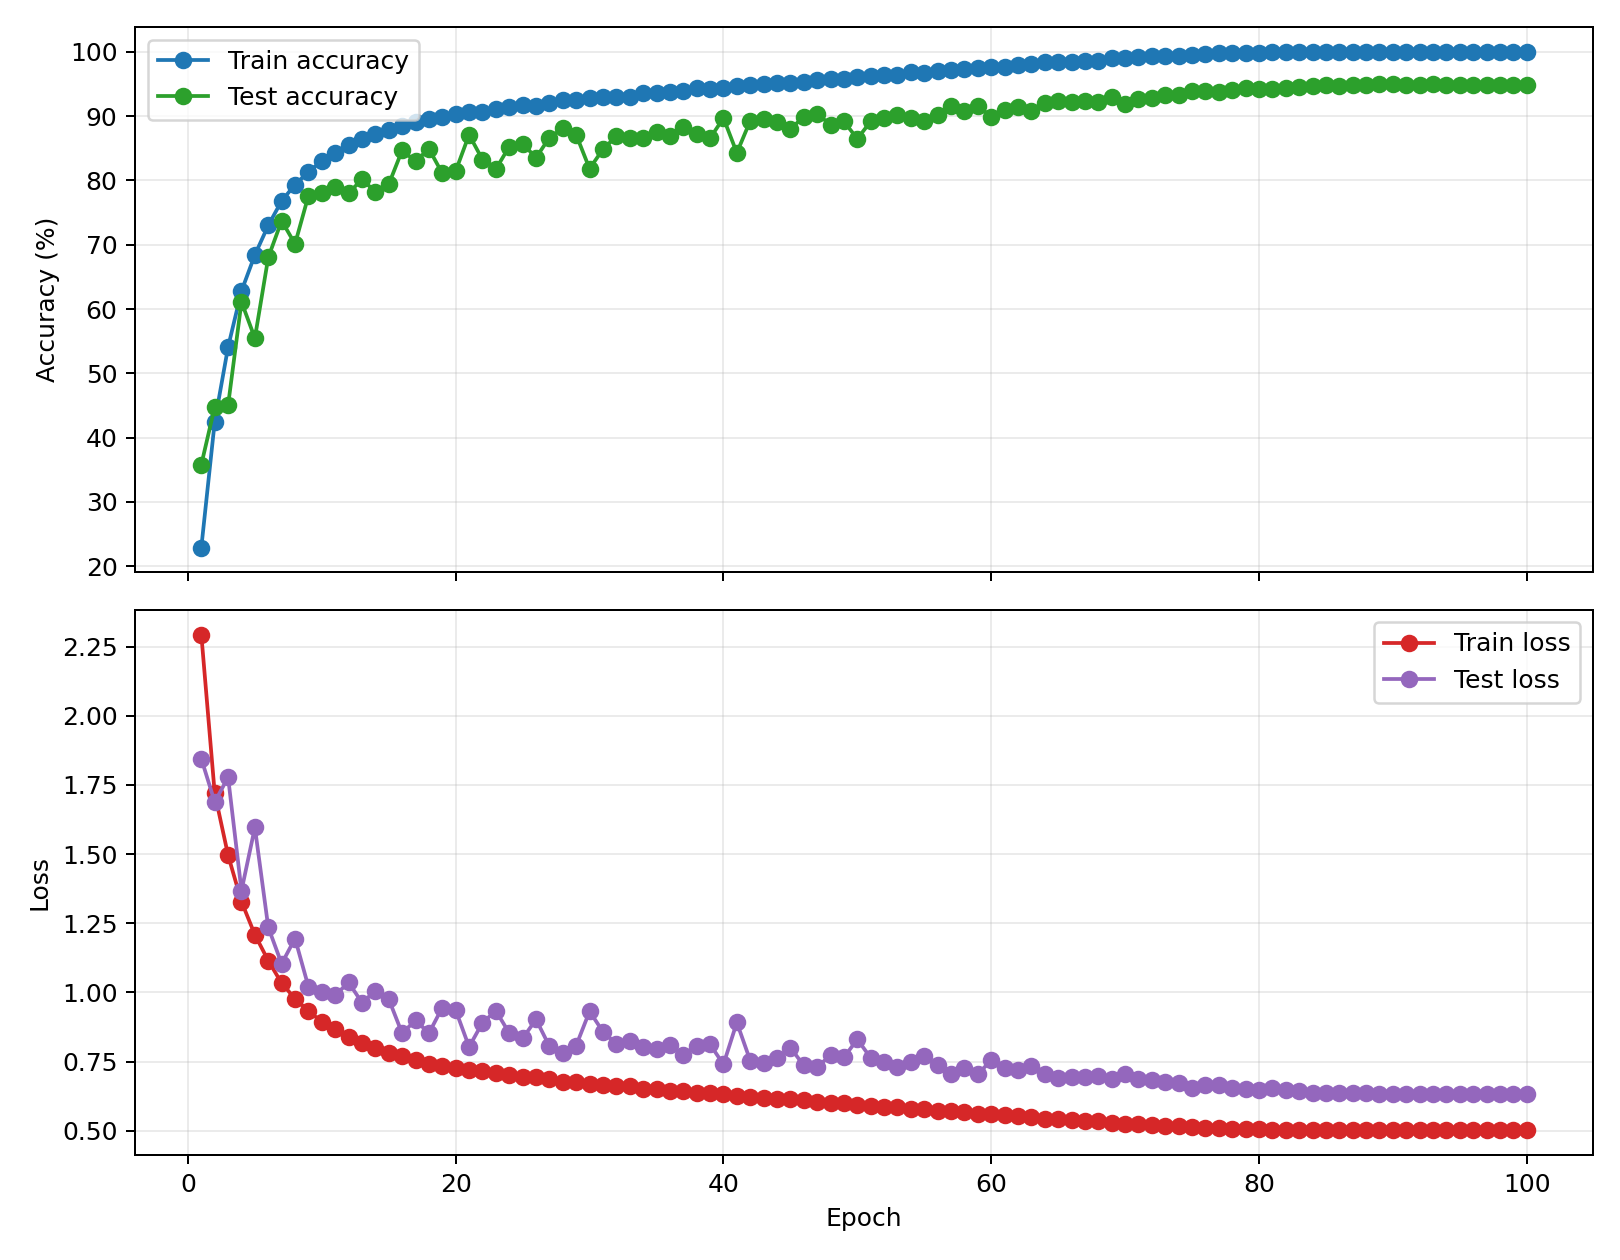 Train accuracy
Test accuracy
100
90
80
70
60
50
40
30
20
Accuracy (%)
Train loss
Test loss
2.25
2.00
1.75
1.50
1.25
1.00
0.75
0.50
Loss
0 20 40 60 80 100
Epoch